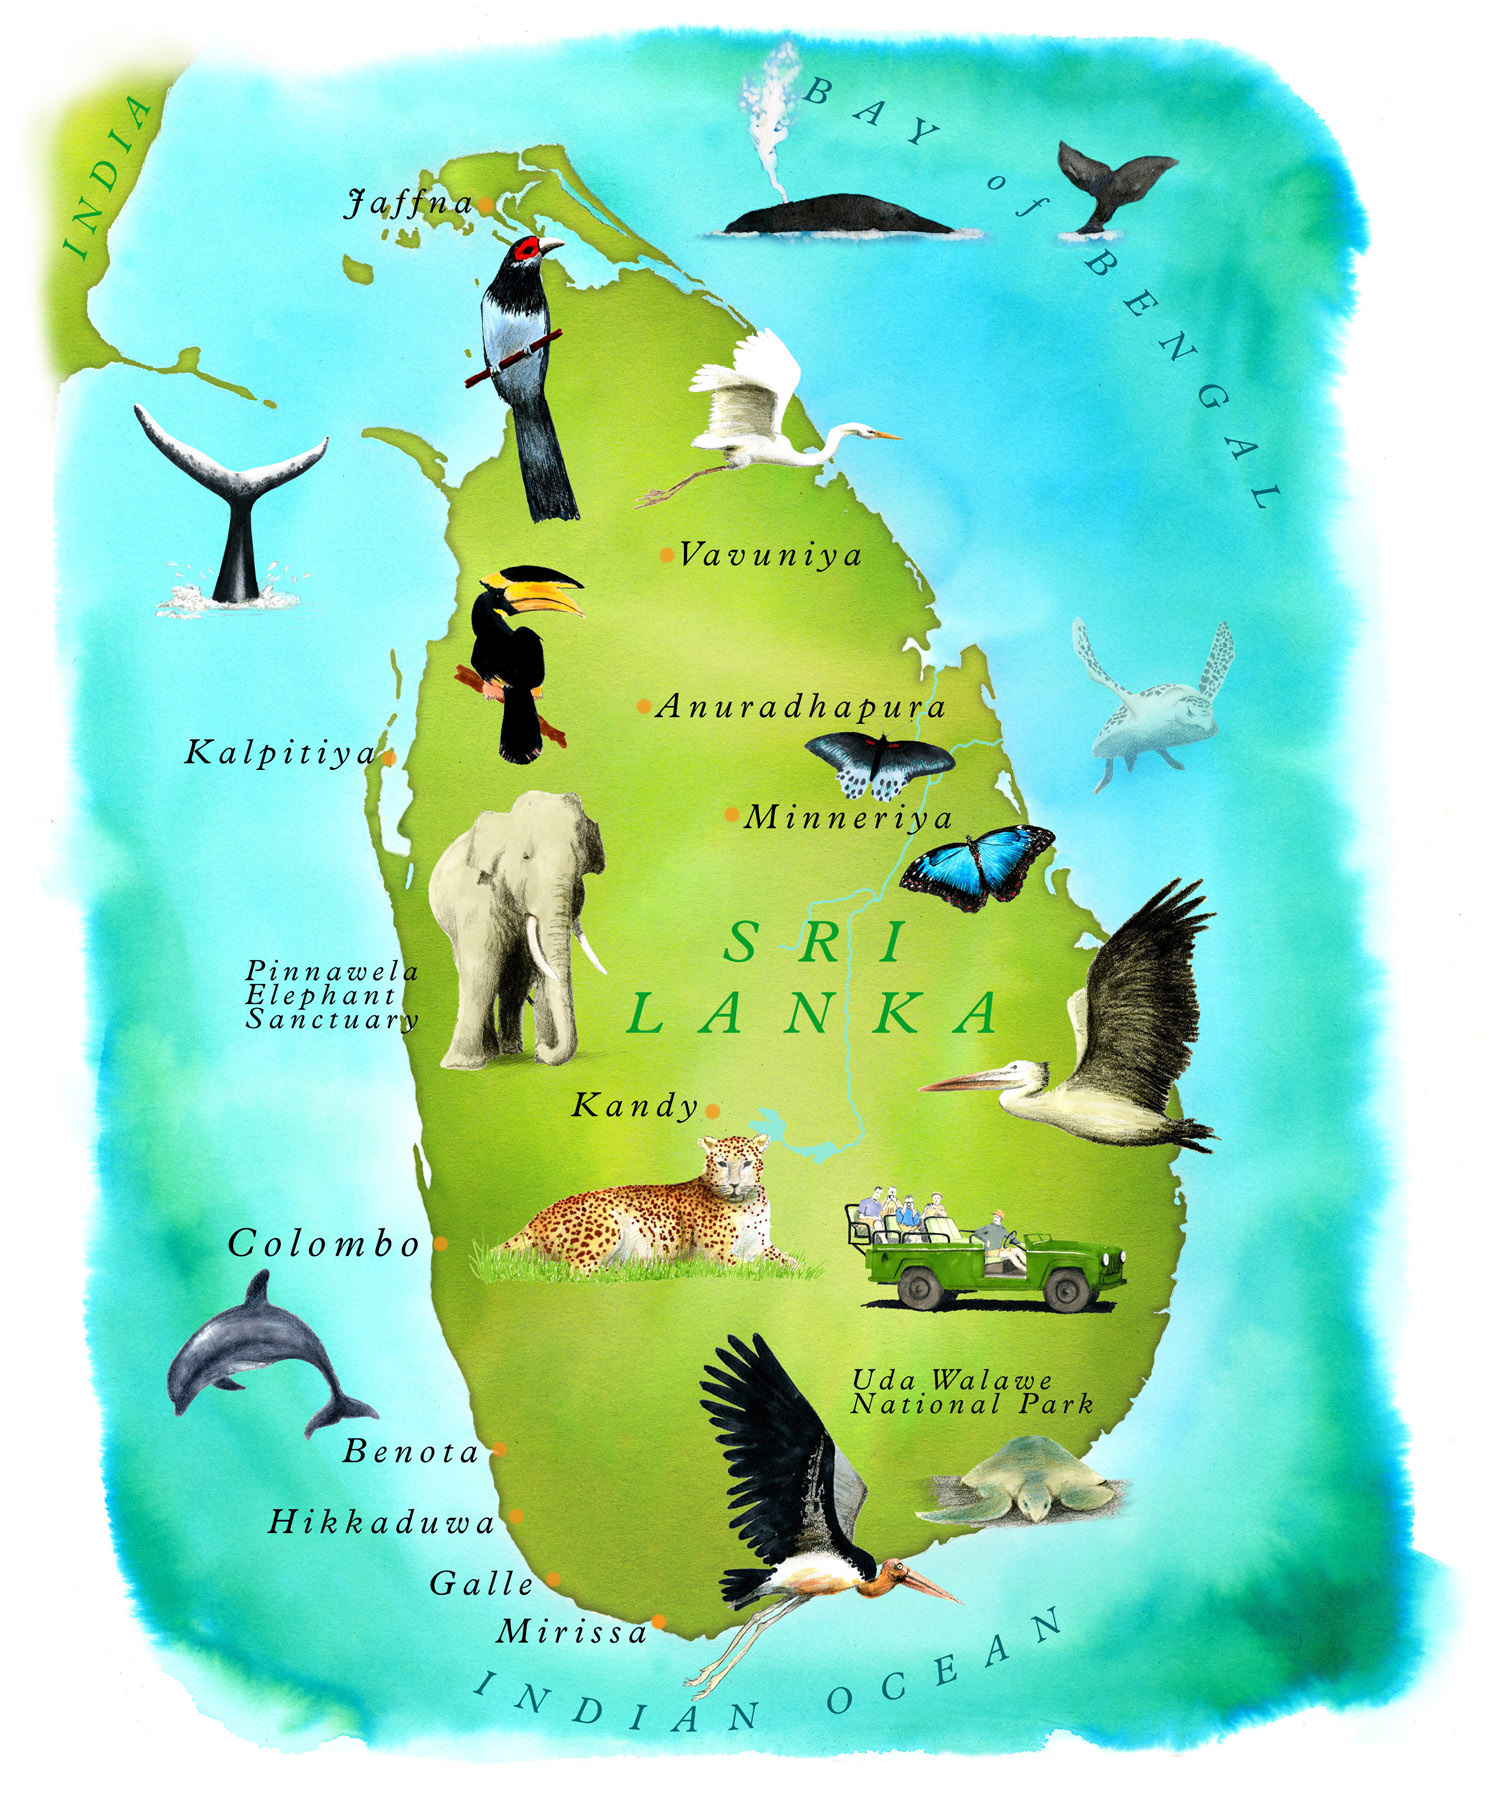 INDIA
BAY of BENGAL
Jaffna
Vavuniya
Anuradhapura
Kalpitiya
Minneriya
SRI
LANKA
Pinnawela
Elephant
Sanctuary
Kandy
Colombo
Uda Walawe
National Park
Benota
Hikkaduwa
Galle
Mirissa
INDIAN OCEAN